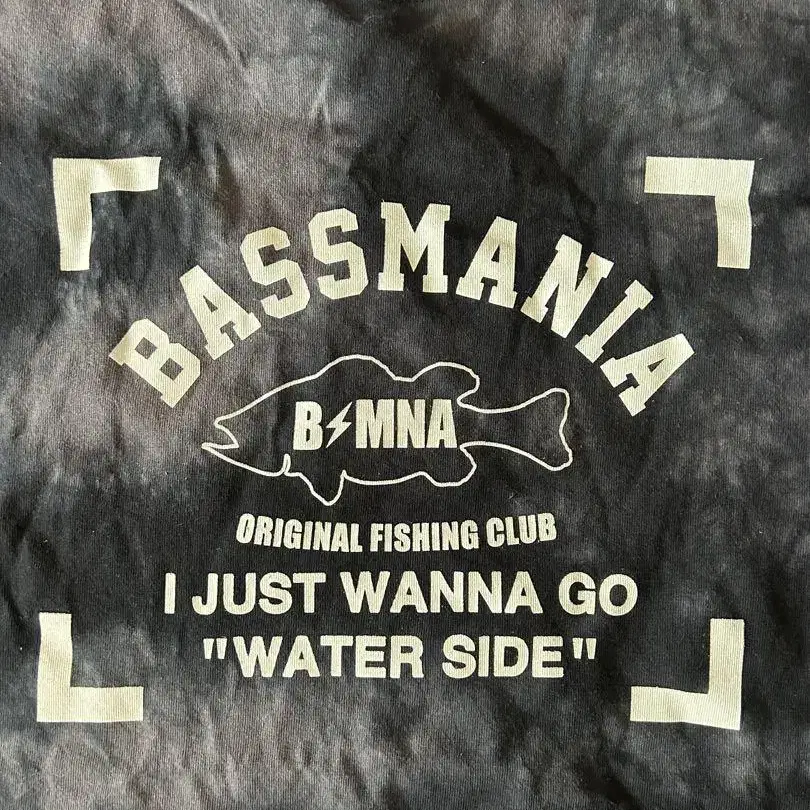 BASSMANIA
B⚡MNA
ORIGINAL FISHING CLUB
I JUST WANNA GO
"WATER SIDE"